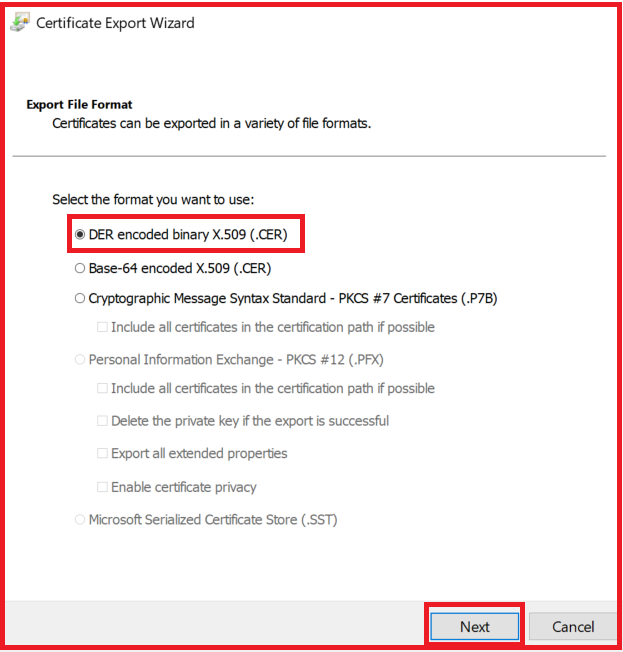 Certificate Export Wizard
Export File Format
Certificates can be exported in a variety of file formats.
Select the format you want to use:
DER encoded binary X.509 (.CER)
Base-64 encoded X.509 (.CER)
Cryptographic Message Syntax Standard - PKCS #7 Certificates (.P7B)
Include all certificates in the certification path if possible
Personal Information Exchange - PKCS #12 (.PFX)
Include all certificates in the certification path if possible
Delete the private key if the export is successful
Export all extended properties
Enable certificate privacy
Microsoft Serialized Certificate Store (.SST)
Next Cancel